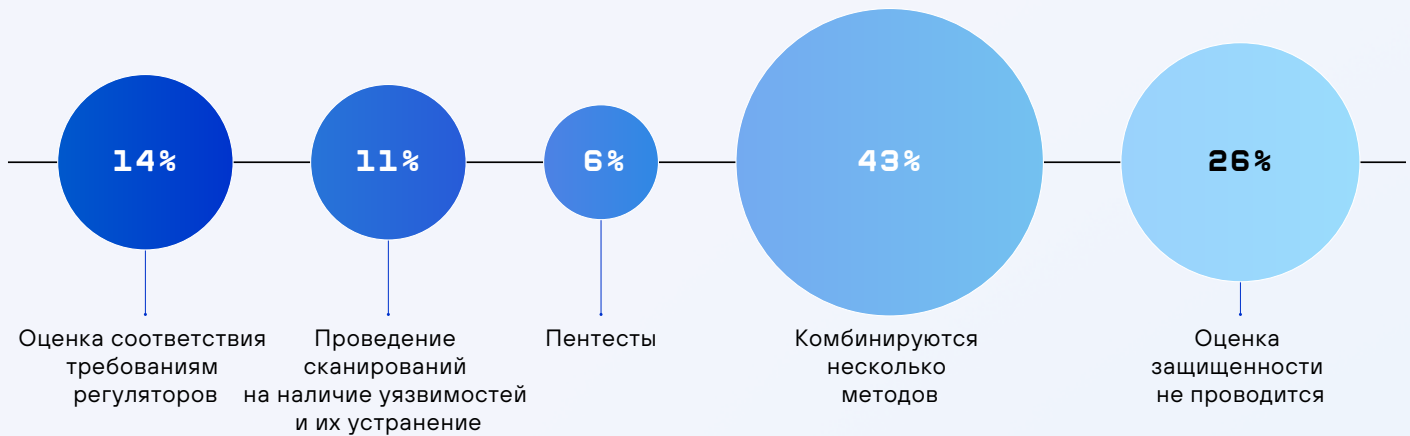 14%
11%
6%
43%
26%
Оценка соответствия
требованиям
регуляторов
Проведение
сканирований
на наличие уязвимостей
и их устранение
Пентесты
Комбинируются
несколько
методов
Оценка
защищенности
не проводится